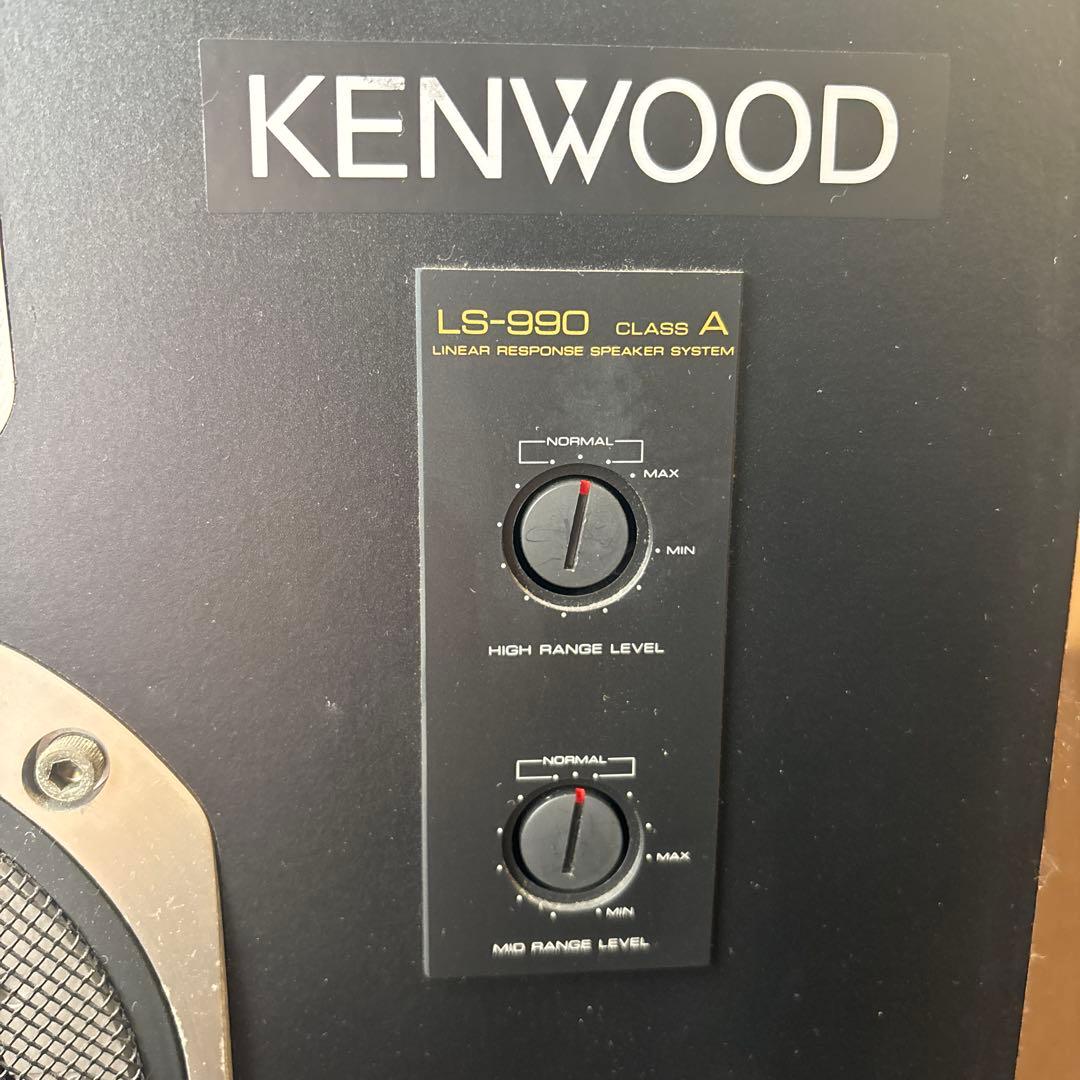 KENWOOD
LS-990 CLASS A
LINEAR RESPONSE SPEAKER SYSTEM
NORMAL
MAX
MIN
HIGH RANGE LEVEL
NORMAL
MAX
MIN
MID RANGE LEVEL